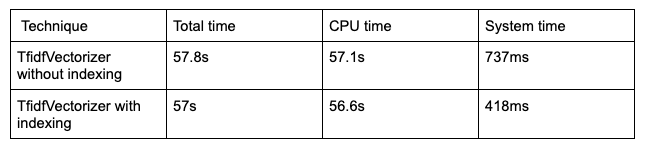 Technique Total time CPU time System time
TfidfVectorizer without indexing 57.8s 57.1s 737ms
TfidfVectorizer with indexing 57s 56.6s 418ms